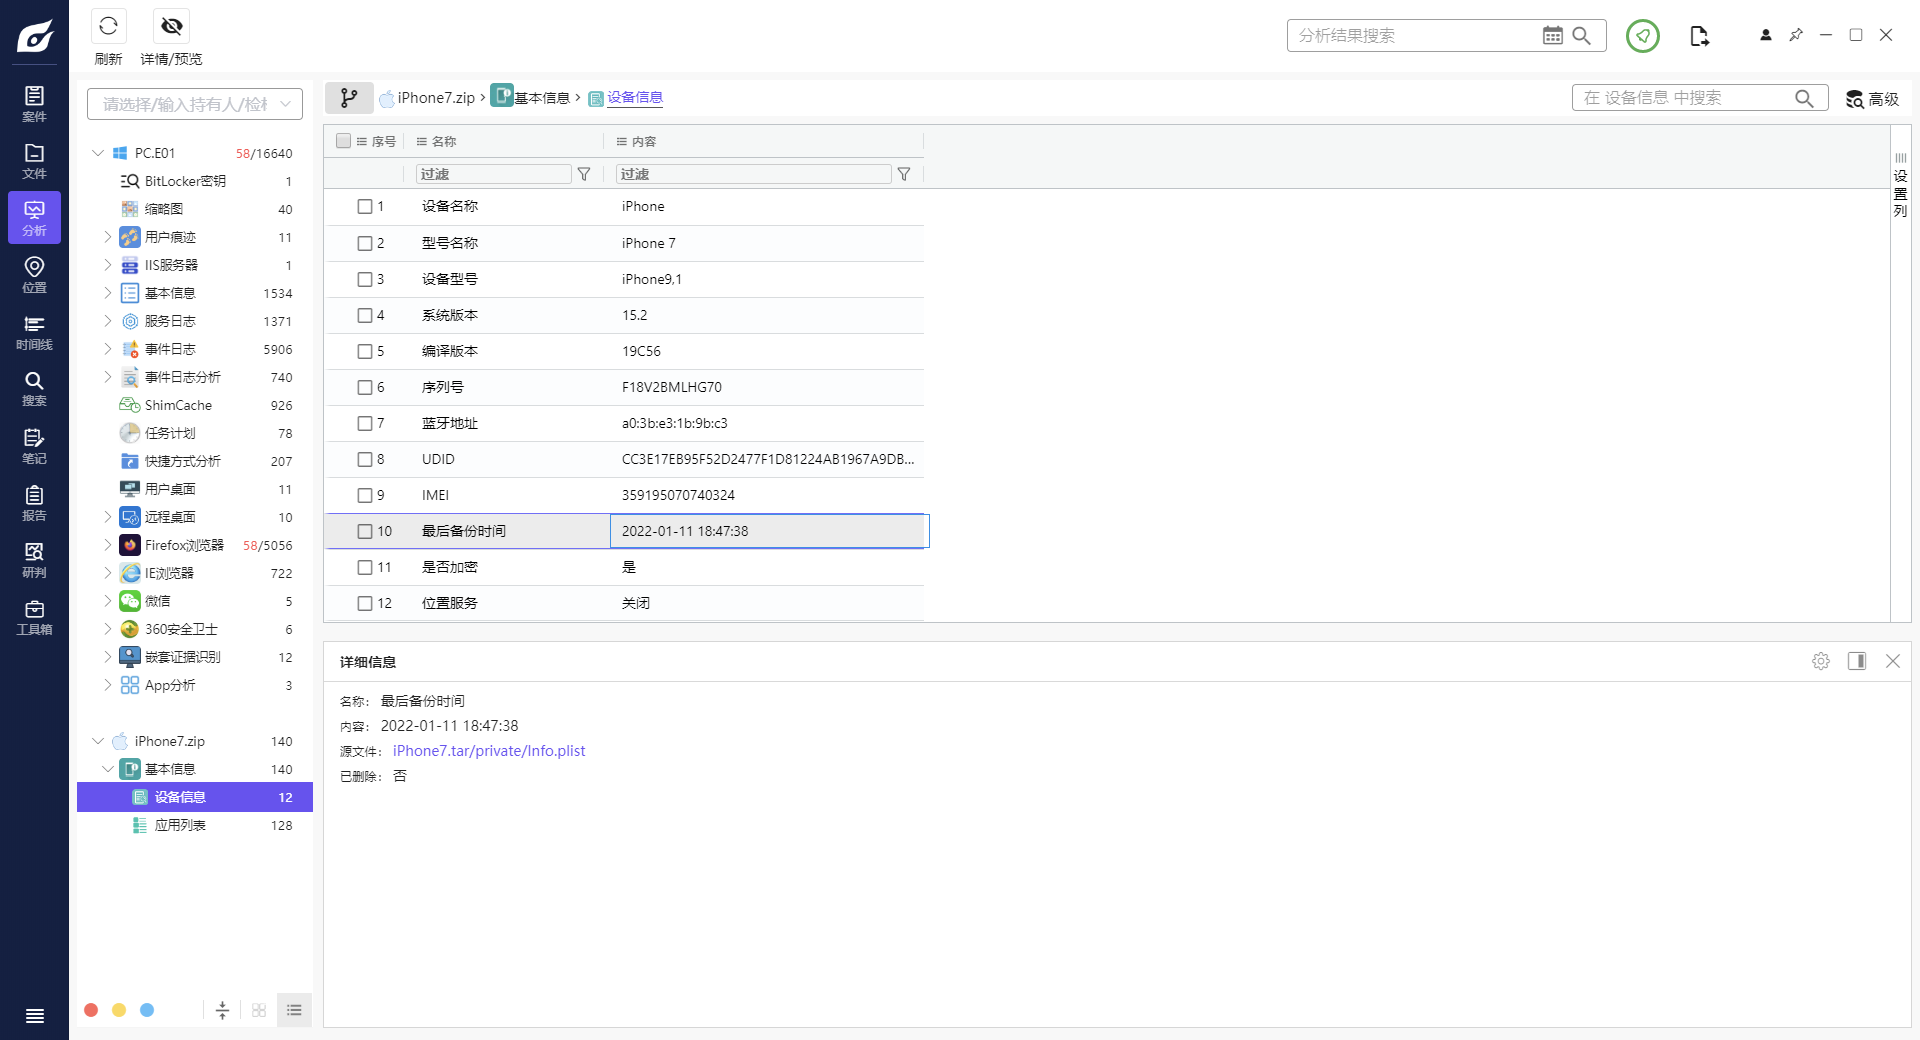 刷新
详情/预览
分析结果搜索
案件
文件
分析
位置
时间线
搜索
笔记
报告
研判
工具箱
请选择/输入持有人/检材
PC.E01 58/16640
BitLocker密钥 1
缩略图 40
用户痕迹 11
IIS服务器 1
基本信息 1534
服务日志 1371
事件日志 5906
事件日志分析 740
ShimCache 926
任务计划 78
快捷方式分析 207
用户桌面 11
远程桌面 10
Firefox浏览器 58/5056
IE浏览器 722
微信 5
360安全卫士 6
嵌套证据识别 12
App分析 3
iPhone7.zip 140
基本信息 140
设备信息 12
应用列表 128
iPhone7.zip > 基本信息 > 设备信息
在 设备信息 中搜索
高级
序号 名称 内容
过滤 过滤
1 设备名称 iPhone
2 型号名称 iPhone 7
3 设备型号 iPhone9,1
4 系统版本 15.2
5 编译版本 19C56
6 序列号 F18V2BMLHG70
7 蓝牙地址 a0:3b:e3:1b:9b:c3
8 UDID CC3E17EB95F52D2477F1D81224AB1967A9DB...
9 IMEI 359195070740324
10 最后备份时间 2022-01-11 18:47:38
11 是否加密 是
12 位置服务 关闭
设置列
详细信息
名称： 最后备份时间
内容： 2022-01-11 18:47:38
源文件： iPhone7.tar/private/Info.plist
已删除： 否